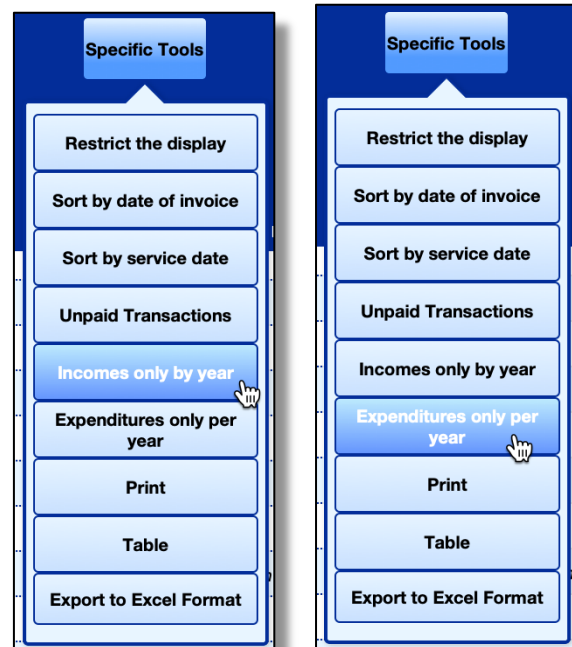 Specific Tools
Restrict the display
Sort by date of invoice
Sort by service date
Unpaid Transactions
Incomes only by year
Expenditures only per
year
Print
Table
Export to Excel Format
Specific Tools
Restrict the display
Sort by date of invoice
Sort by service date
Unpaid Transactions
Incomes only by year
Expenditures only per
year
Print
Table
Export to Excel Format